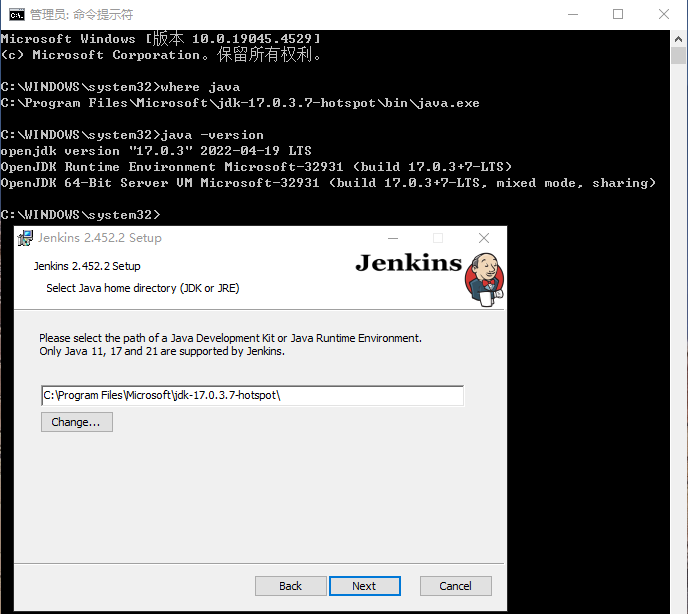 管理员: 命令提示符
Microsoft Windows [版本 10.0.19045.4529]
(c) Microsoft Corporation。保留所有权利。
C:\WINDOWS\system32>where java
C:\Program Files\Microsoft\jdk-17.0.3.7-hotspot\bin\java.exe
C:\WINDOWS\system32>java -version
openjdk version "17.0.3" 2022-04-19 LTS
OpenJDK Runtime Environment Microsoft-32931 (build 17.0.3+7-LTS)
OpenJDK 64-Bit Server VM Microsoft-32931 (build 17.0.3+7-LTS, mixed mode, sharing)
C:\WINDOWS\system32>
Jenkins 2.452.2 Setup
Jenkins 2.452.2 Setup
Jenkins
Select Java home directory (JDK or JRE)
Please select the path of a Java Development Kit or Java Runtime Environment.
Only Java 11, 17 and 21 are supported by Jenkins.
C:\Program Files\Microsoft\jdk-17.0.3.7-hotspot\
Change...
Back Next Cancel